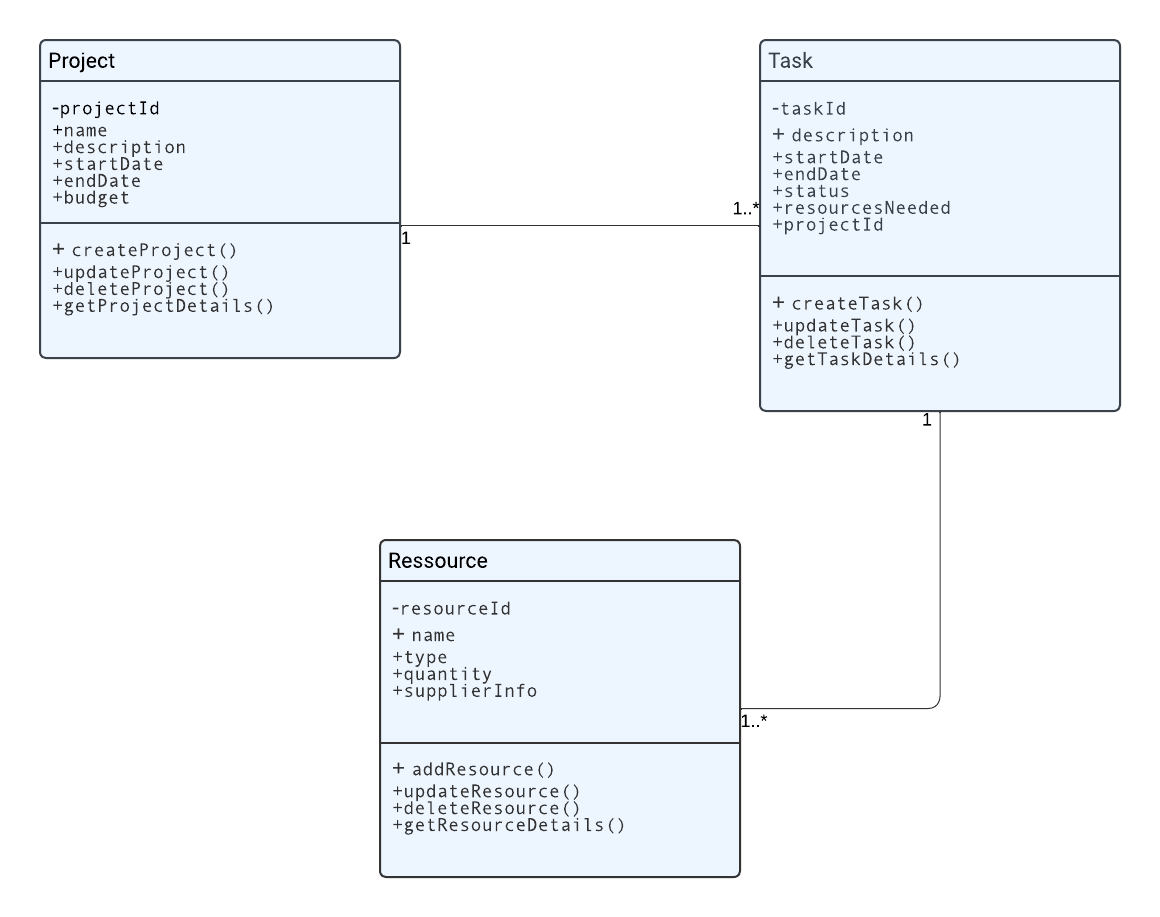 Project
-projectId
+name
+description
+startDate
+endDate
+budget
+ createProject()
+updateProject()
+deleteProject()
+getProjectDetails()
1
1..*
Task
-taskId
+ description
+startDate
+endDate
+status
+resourcesNeeded
+projectId
+ createTask()
+updateTask()
+deleteTask()
+getTaskDetails()
1
Ressource
-resourceId
+ name
+type
+quantity
+supplierInfo
+ addResource()
+updateResource()
+deleteResource()
+getResourceDetails()
1..*